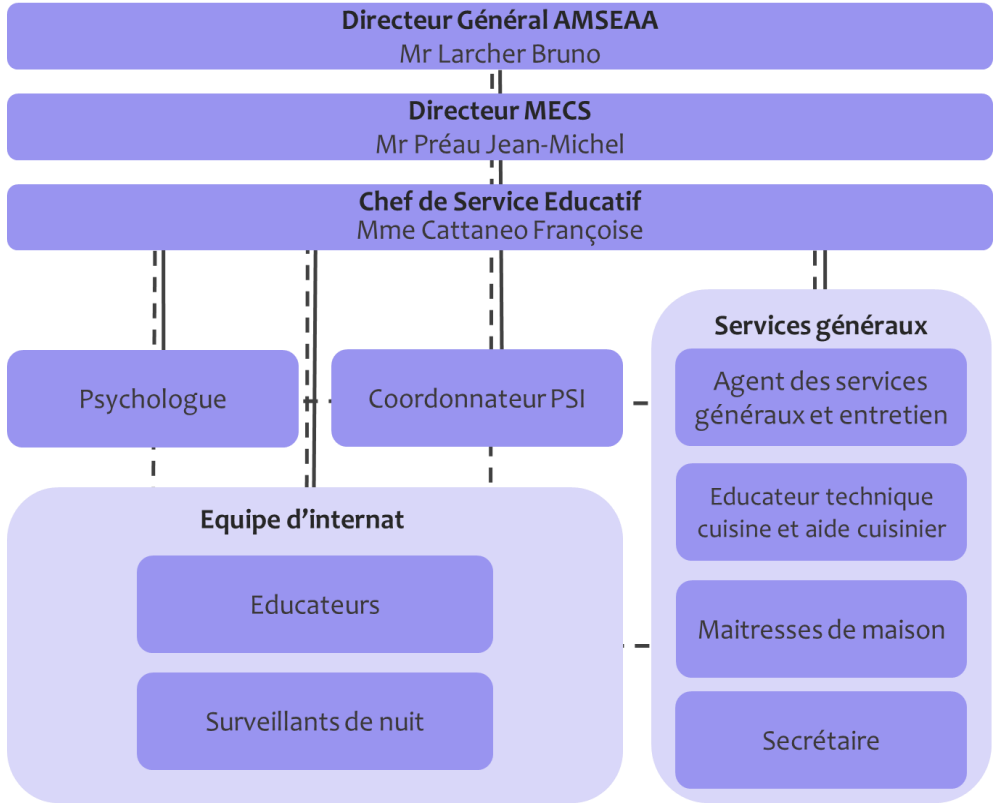 Directeur Général AMSEAA
Mr Larcher Bruno
Directeur MECS
Mr Préau Jean-Michel
Chef de Service Educatif
Mme Cattaneo Françoise
Psychologue
Coordonnateur PSI
Services généraux
Agent des services
généraux et entretien
Educateur technique
cuisine et aide cuisinier
Maitresses de maison
Secrétaire
Equipe d'internat
Educateurs
Surveillants de nuit